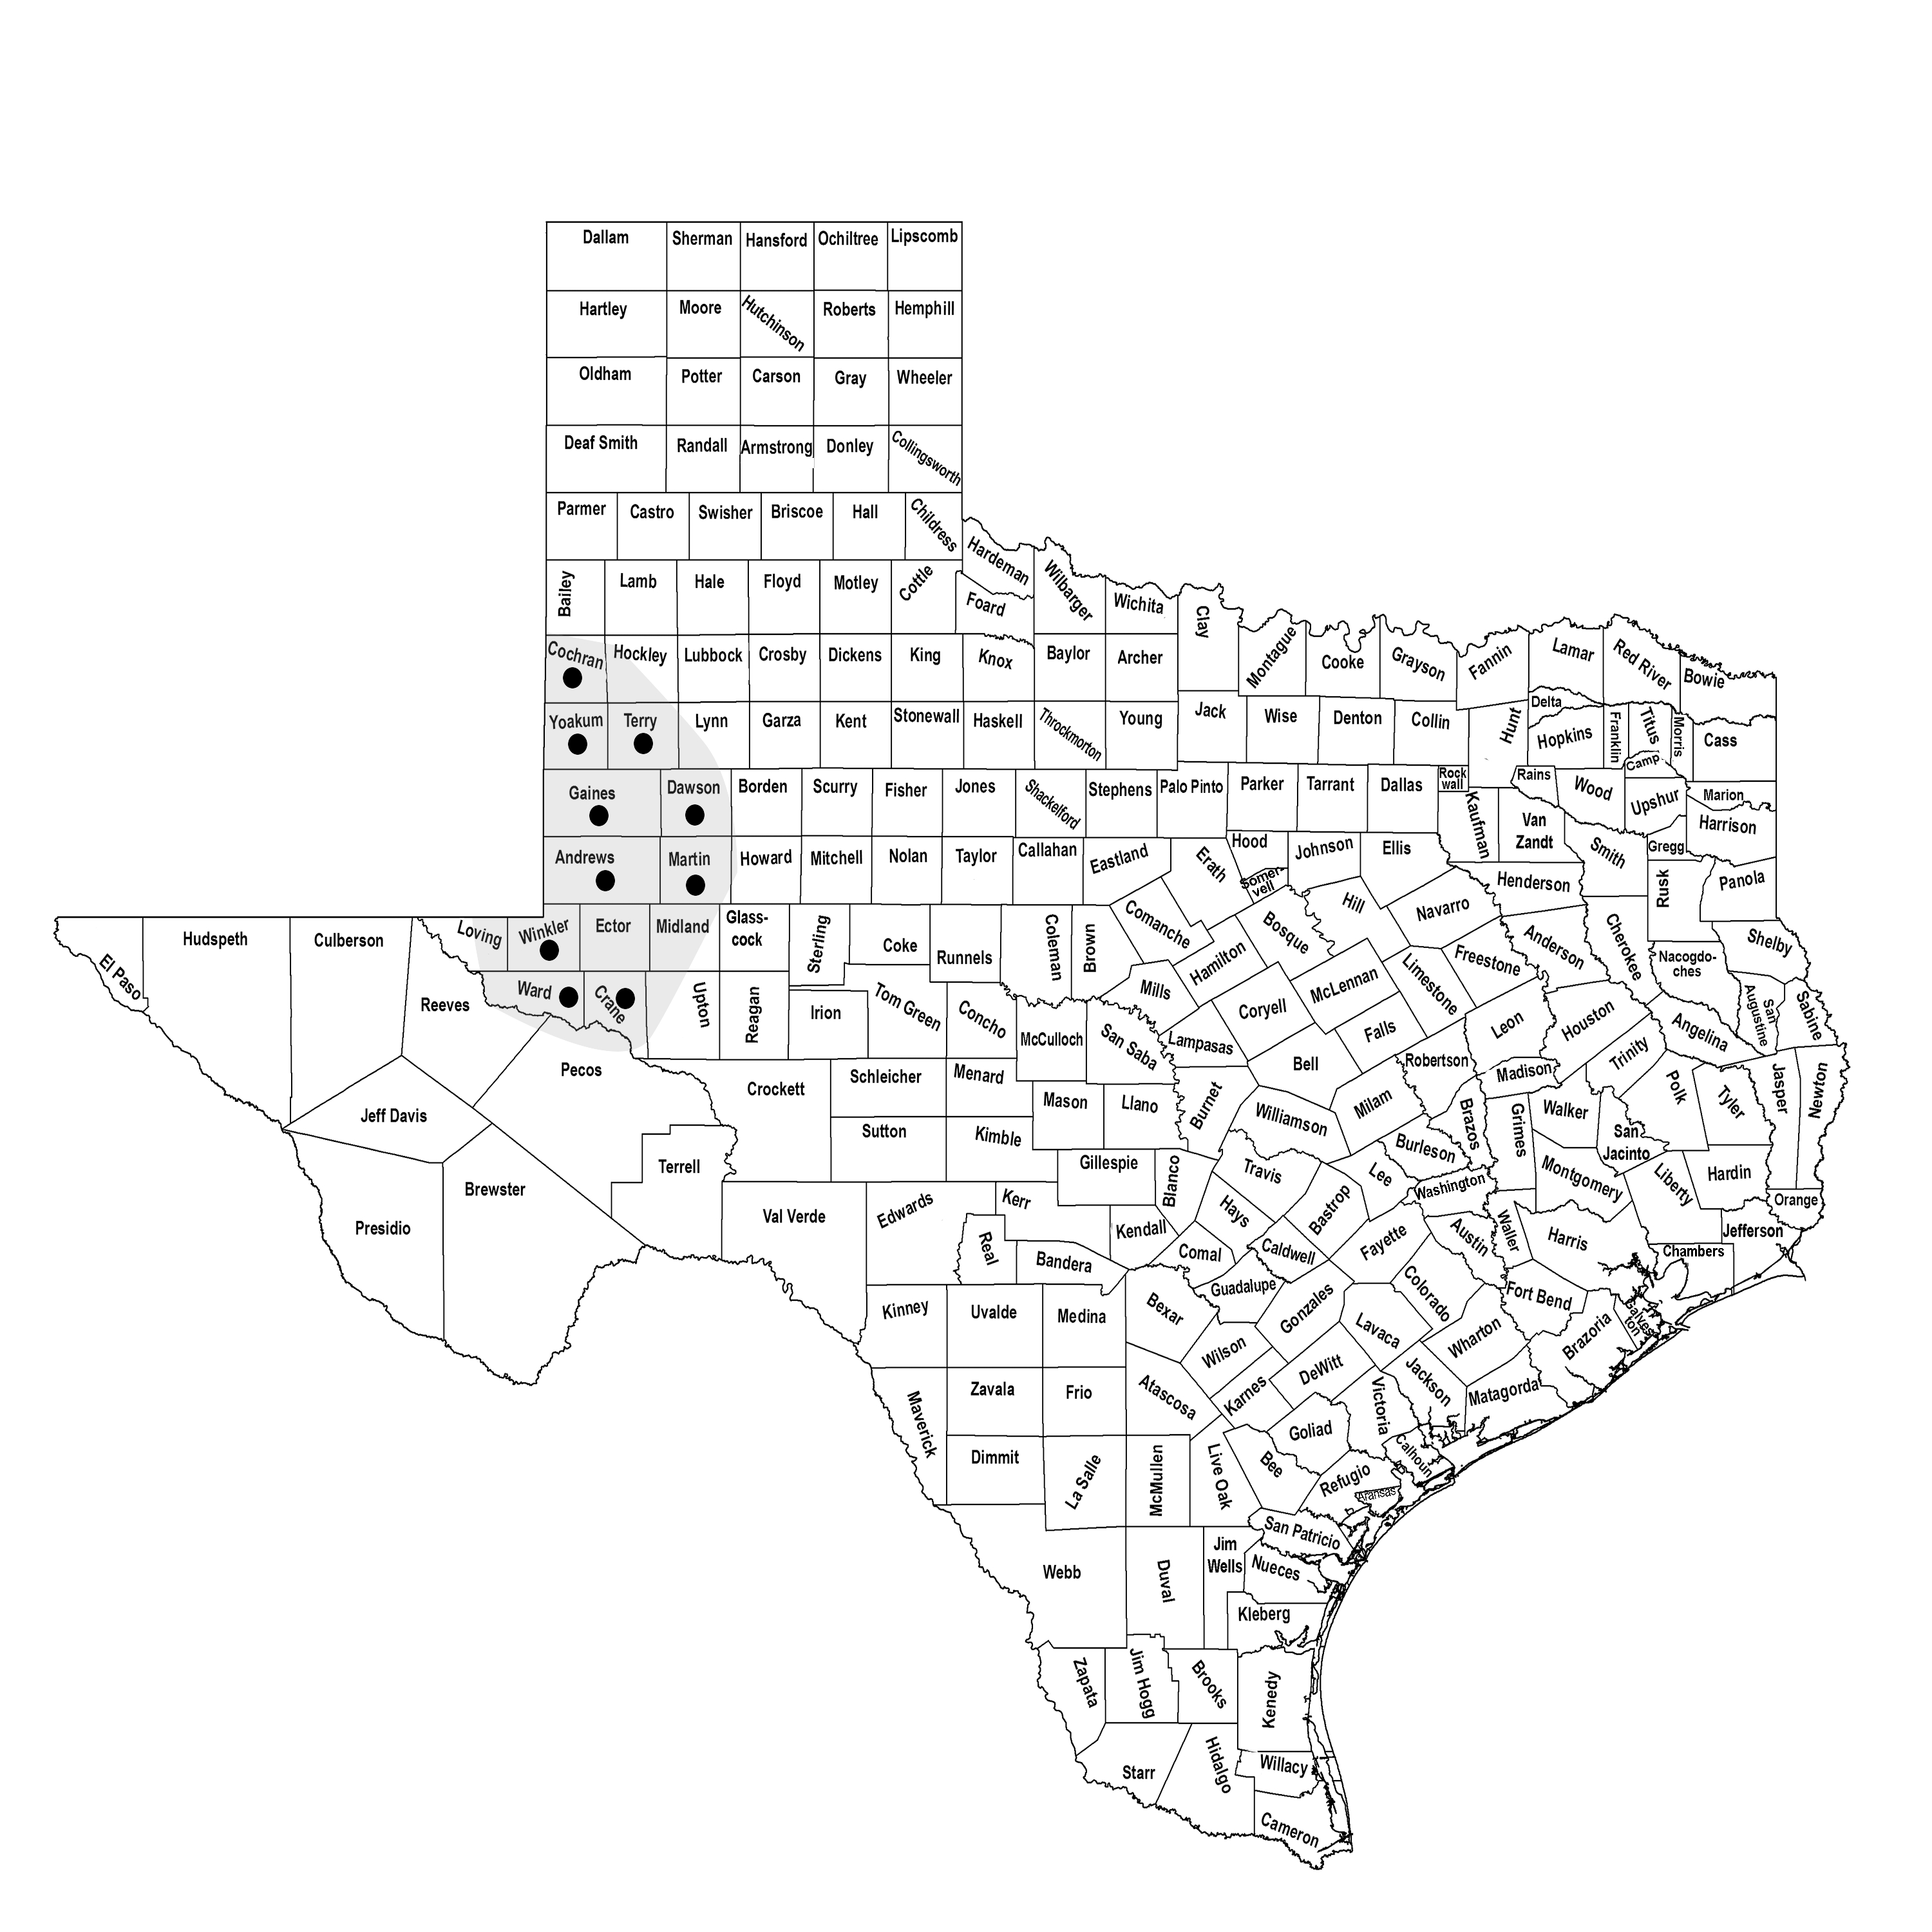 Dallam
Sherman
Hansford
Ochiltree
Lipscomb
Hartley
Moore
Hutchinson
Roberts
Hemphill
Oldham
Potter
Carson
Gray
Wheeler
Deaf Smith
Randall
Armstrong
Donley
Collingsworth
Parmer
Castro
Swisher
Briscoe
Hall
Childress
Hardeman
Bailey
Lamb
Hale
Floyd
Motley
Cottle
Foard
Wilbarger
Wichita
Clay
Montague
Cooke
Grayson
Fannin
Lamar
Red River
Bowie
Cochran
Hockley
Lubbock
Crosby
Dickens
King
Knox
Baylor
Archer
Yoakum
Terry
Lynn
Garza
Kent
Stonewall
Haskell
Throckmorton
Young
Jack
Wise
Denton
Collin
Hunt
Delta
Hopkins
Franklin
Titus
Morris
Cass
Camp
Gaines
Dawson
Borden
Scurry
Fisher
Jones
Shackelford
Stephens
Palo Pinto
Parker
Tarrant
Dallas
Rock
wall
Kaufman
Rains
Wood
Upshur
Marion
Harrison
Van
Zandt
Smith
Gregg
Andrews
Martin
Howard
Mitchell
Nolan
Taylor
Callahan
Eastland
Erath
Hood
Somer-
vell
Johnson
Ellis
Henderson
Rusk
Panola
El Paso
Hudspeth
Culberson
Reeves
Loving
Winkler
Ector
Midland
Glass-
cock
Sterling
Coke
Runnels
Coleman
Brown
Comanche
Hamilton
Bosque
Hill
Navarro
Freestone
Anderson
Cherokee
Nacogdo-
ches
Shelby
Ward
Crane
Upton
Reagan
Irion
Tom Green
Concho
McCulloch
San Saba
Mills
Lampasas
Coryell
McLennan
Limestone
Falls
Leon
Houston
Angelina
San
Augustine
Sabine
Pecos
Jeff Davis
Presidio
Brewster
Terrell
Crockett
Schleicher
Menard
Mason
Llano
Burnet
Bell
Williamson
Milam
Robertson
Madison
Brazos
Grimes
Walker
Trinity
Polk
Tyler
Jasper
Newton
San
Jacinto
Sutton
Kimble
Gillespie
Blanco
Travis
Lee
Burleson
Washington
Montgomery
Liberty
Hardin
Orange
Val Verde
Edwards
Kerr
Real
Bandera
Kendall
Comal
Hays
Caldwell
Bastrop
Fayette
Austin
Waller
Harris
Jefferson
Chambers
Kinney
Uvalde
Medina
Bexar
Guadalupe
Gonzales
Lavaca
Colorado
Fort Bend
Wharton
Brazoria
Galves
ton
Maverick
Zavala
Frio
Atascosa
Wilson
Karnes
DeWitt
Jackson
Matagorda
Victoria
Calhoun
Dimmit
La Salle
McMullen
Live Oak
Bee
Goliad
Refugio
Aransas
San Patricio
Webb
Duval
Jim
Wells
Nueces
Kleberg
Zapata
Jim Hogg
Brooks
Kenedy
Starr
Hidalgo
Willacy
Cameron